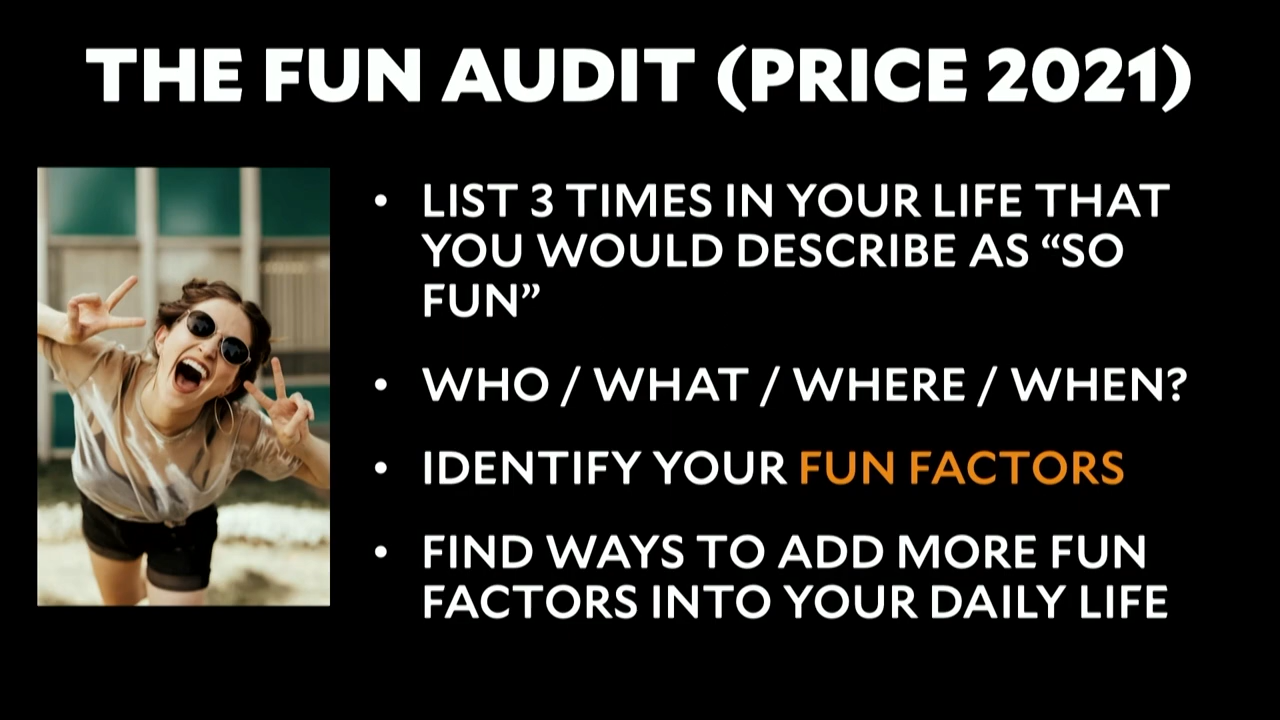 THE FUN AUDIT (PRICE 2021)
• LIST 3 TIMES IN YOUR LIFE THAT
YOU WOULD DESCRIBE AS “SO
FUN”
• WHO / WHAT / WHERE / WHEN?
• IDENTIFY YOUR FUN FACTORS
• FIND WAYS TO ADD MORE FUN
FACTORS INTO YOUR DAILY LIFE